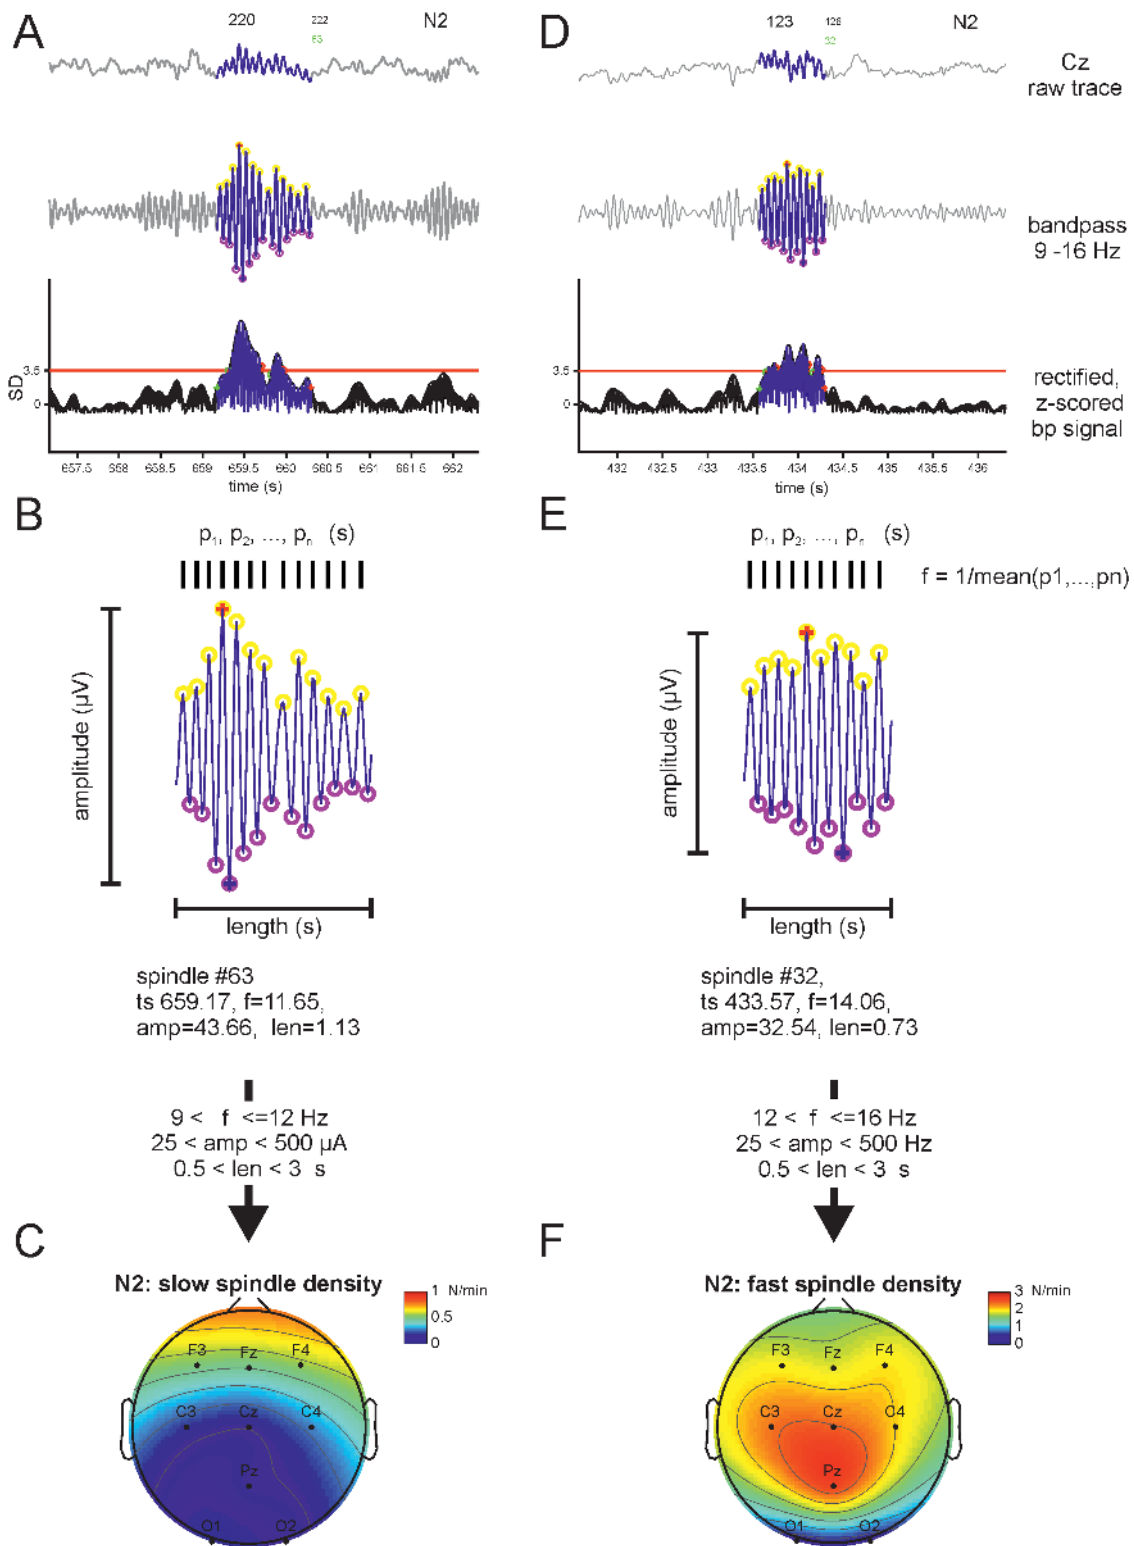 A
220
222
63
N2
D
123
128
32
N2
Cz
raw trace
bandpass
9 -16 Hz
SD
3.5
0
3.5
0
rectified,
z-scored
bp signal
657.5 658 658.5 659 659.5 660 660.5 661 661.5 662
time (s)
432 432.5 433 433.5 434 434.5 435 435.5 436
time (s)
B
p1, p2, ..., pn (s)
E
p1, p2, ..., pn (s)
f = 1/mean(p1,...,pn)
amplitude (µV)
length (s)
amplitude (µV)
length (s)
spindle #63
ts 659.17, f=11.65,
amp=43.66, len=1.13
spindle #32,
ts 433.57, f=14.06,
amp=32.54, len=0.73
9 < f <=12 Hz
25 < amp < 500 µA
0.5 < len < 3 s
12 < f <=16 Hz
25 < amp < 500 Hz
0.5 < len < 3 s
C
N2: slow spindle density
1 N/min
0.5
0
F3 Fz F4
C3 Cz C4
Pz
O1 O2
F
N2: fast spindle density
3 N/min
2
1
0
F3 Fz F4
C3 Cz C4
Pz
O1 O2